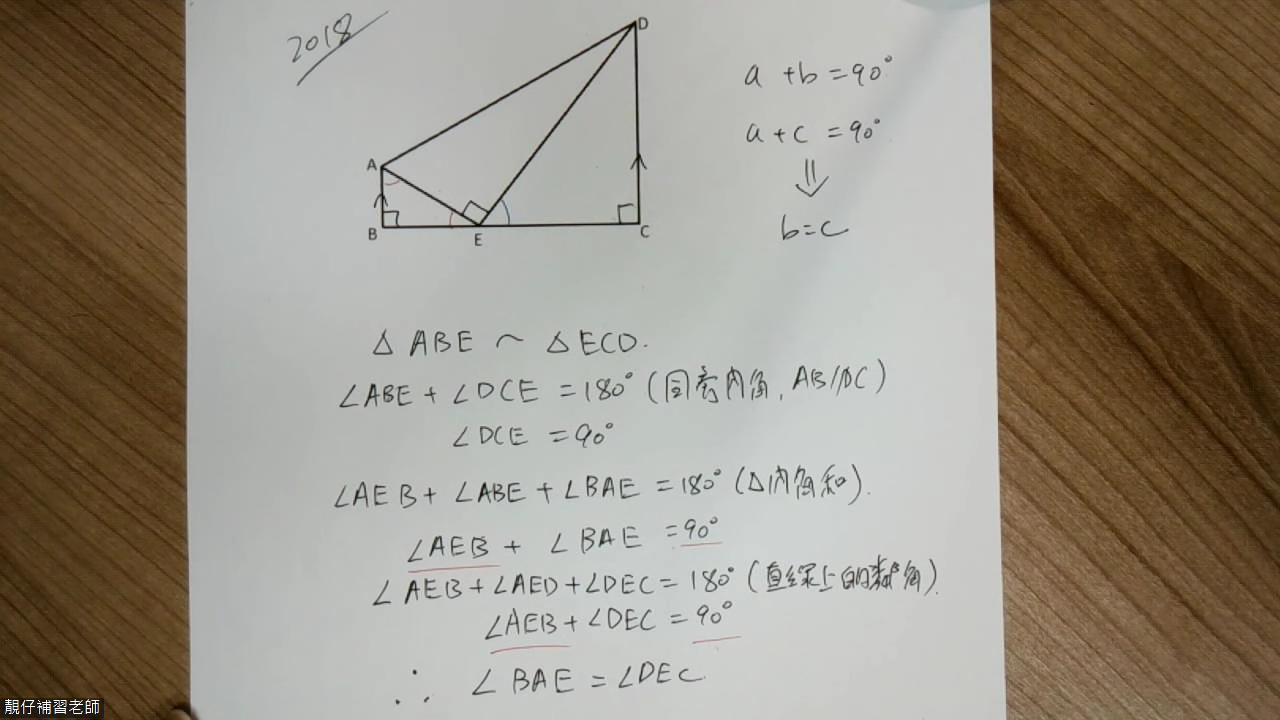 2018
D
A
B
E
C
a + b = 90°
a + c = 90°
⇓
b = c
△ ABE ~ △ ECD.
∠ABE + ∠DCE = 180° (同旁內角, AB//DC)
∠DCE = 90°
∠AEB + ∠ABE + ∠BAE = 180° (△內角和).
∠AEB + ∠BAE = 90°
∠AEB + ∠AED + ∠DEC = 180° (直線上的鄰角).
∠AEB + ∠DEC = 90°
∴ ∠BAE = ∠DEC
靚仔補習老師